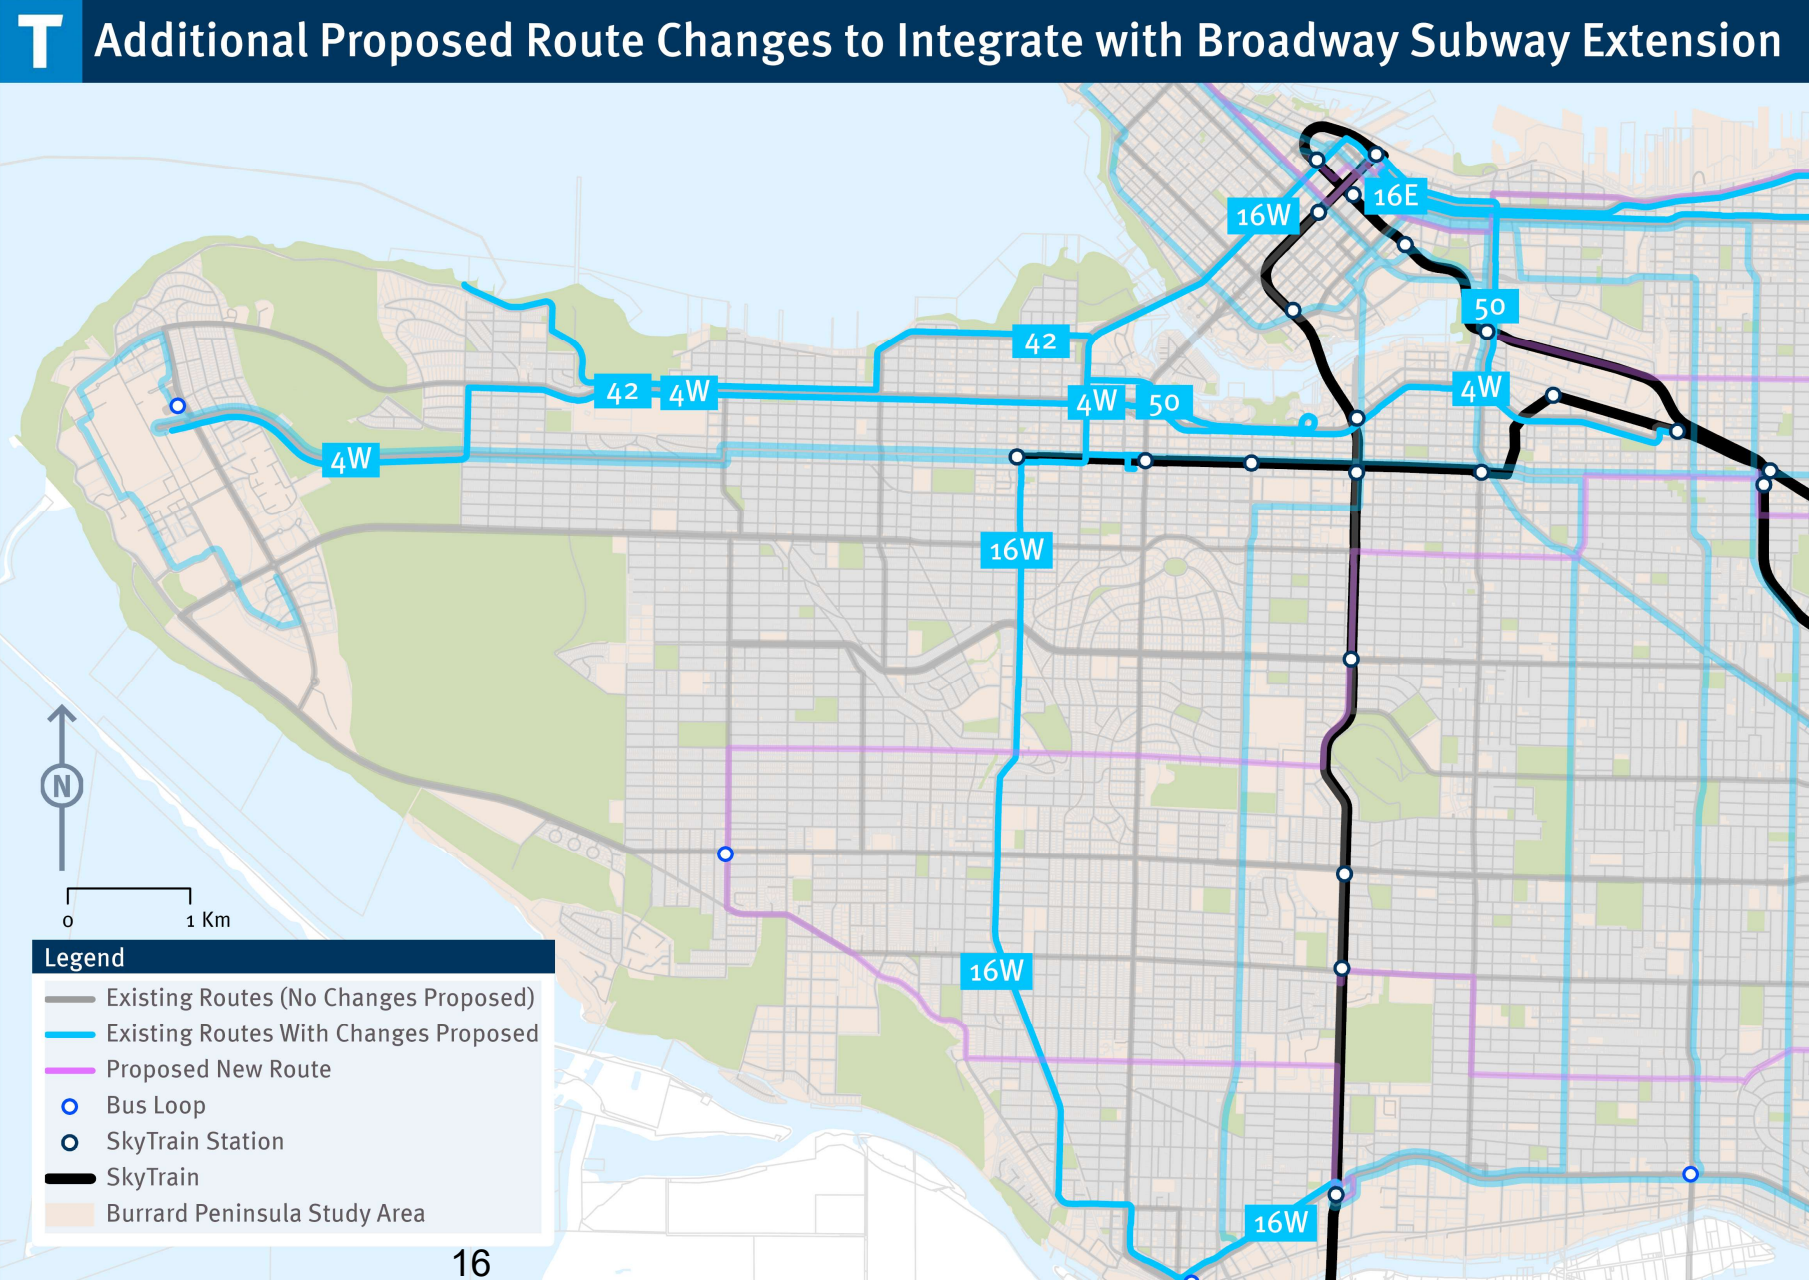 T Additional Proposed Route Changes to Integrate with Broadway Subway Extension
16E
16W
50
42
42 4W
4W 50
4W
4W
16W
16W
16W
N
0 1 Km
Legend
Existing Routes (No Changes Proposed)
Existing Routes With Changes Proposed
Proposed New Route
Bus Loop
SkyTrain Station
SkyTrain
Burrard Peninsula Study Area
16